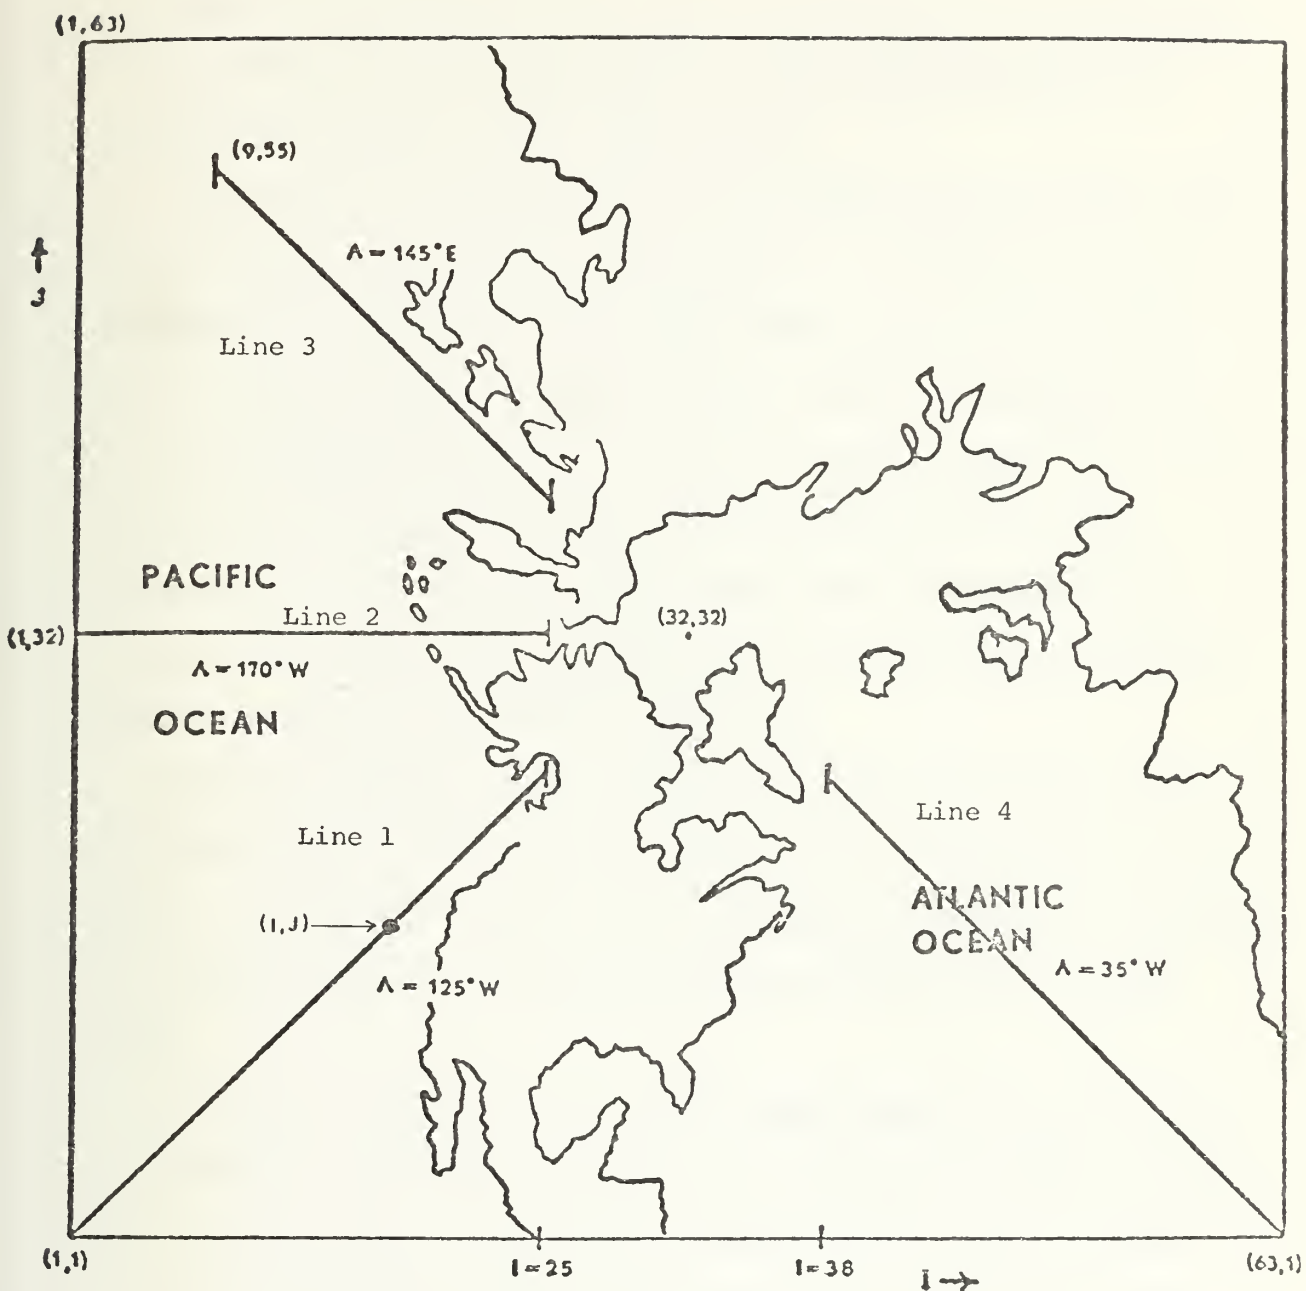 (1,63)
(9,55)
Λ = 145° E
J
Line 3
PACIFIC
Line 2
(32,32)
(1,32)
Λ = 170° W
OCEAN
Line 1
Line 4
(I,J)
ATLANTIC
OCEAN
Λ = 125° W
Λ = 35° W
(1,1)
I = 25
I = 38
I →
(63,1)